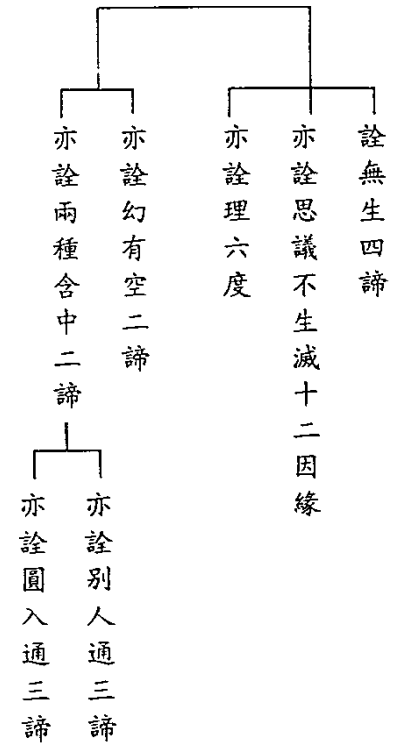 詮無生四諦
亦詮思議不生滅十二因緣
亦詮理六度
亦詮幻有空二諦
亦詮兩種含中二諦
亦詮別人通三諦
亦詮圓入通三諦